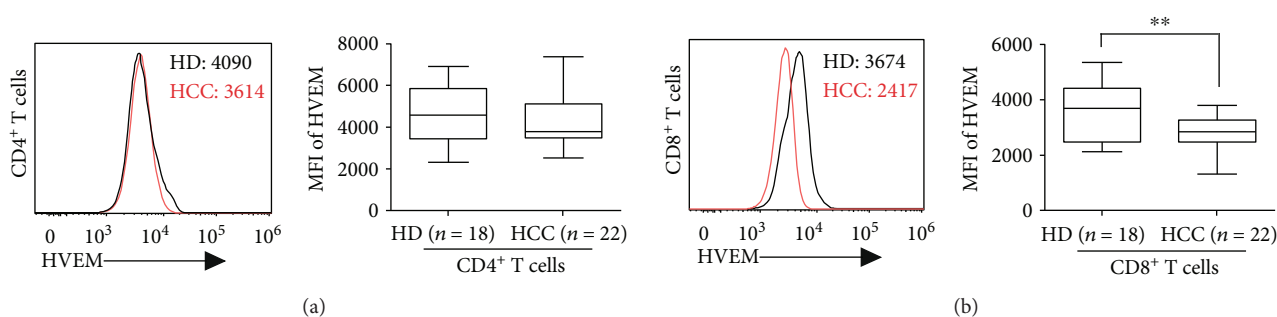 CD4⁺ T cells
HD: 4090
HCC: 3614
0 10³ 10⁴ 10⁵ 10⁶
HVEM
MFI of HVEM
8000
6000
4000
2000
0
HD (n = 18) HCC (n = 22)
CD4⁺ T cells
(a)
CD8⁺ T cells
HD: 3674
HCC: 2417
0 10³ 10⁴ 10⁵ 10⁶
HVEM
MFI of HVEM
**
6000
4000
2000
0
HD (n = 18) HCC (n = 22)
CD8⁺ T cells
(b)